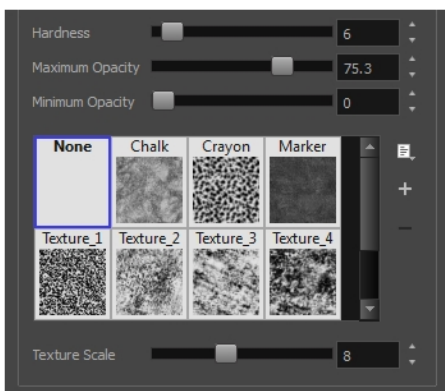 Hardness 6
Maximum Opacity 75.3
Minimum Opacity 0
None Chalk Crayon Marker
Texture_1 Texture_2 Texture_3 Texture_4
Texture Scale 8